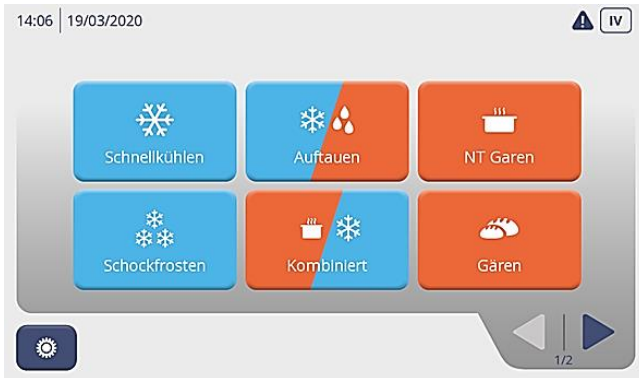 14:06 19/03/2020 IV
Schnellkühlen Auftauen NT Garen
Schockfrosten Kombiniert Gären
1/2